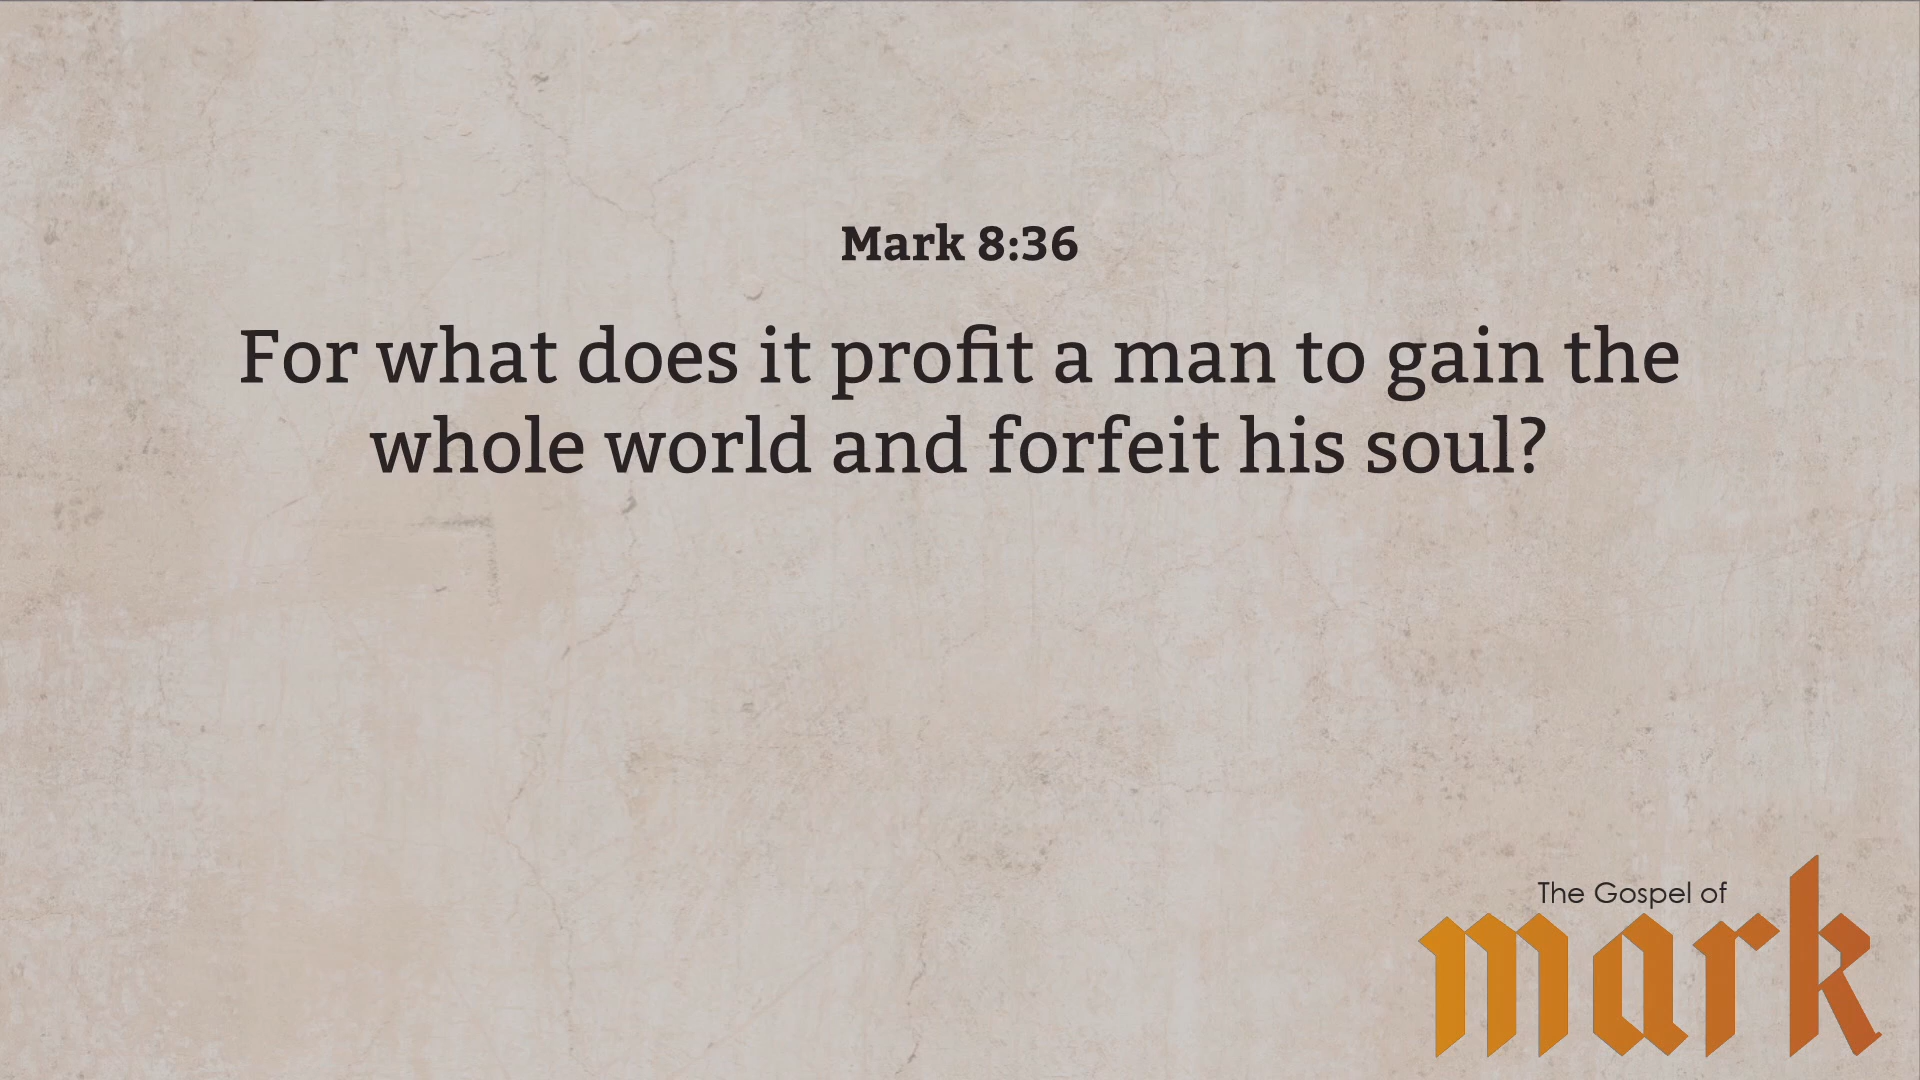 Mark 8:36
For what does it profit a man to gain the
whole world and forfeit his soul?
The Gospel of
mark